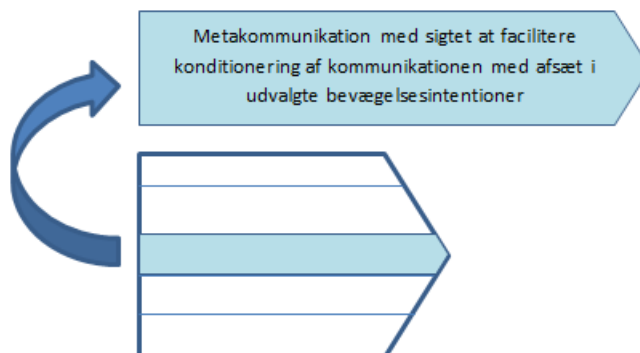 Metakommunikation med sigtet at facilitere
konditionering af kommunikationen med afsæt i
udvalgte bevægelsesintentioner